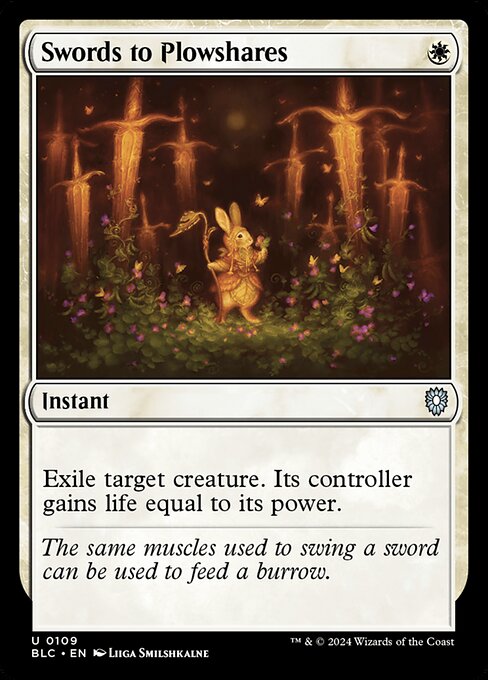 Swords to Plowshares
Instant
Exile target creature. Its controller
gains life equal to its power.
The same muscles used to swing a sword
can be used to feed a burrow.
U 0109
™ & © 2024 Wizards of the Coast
BLC • EN Liiga Smilshkalne